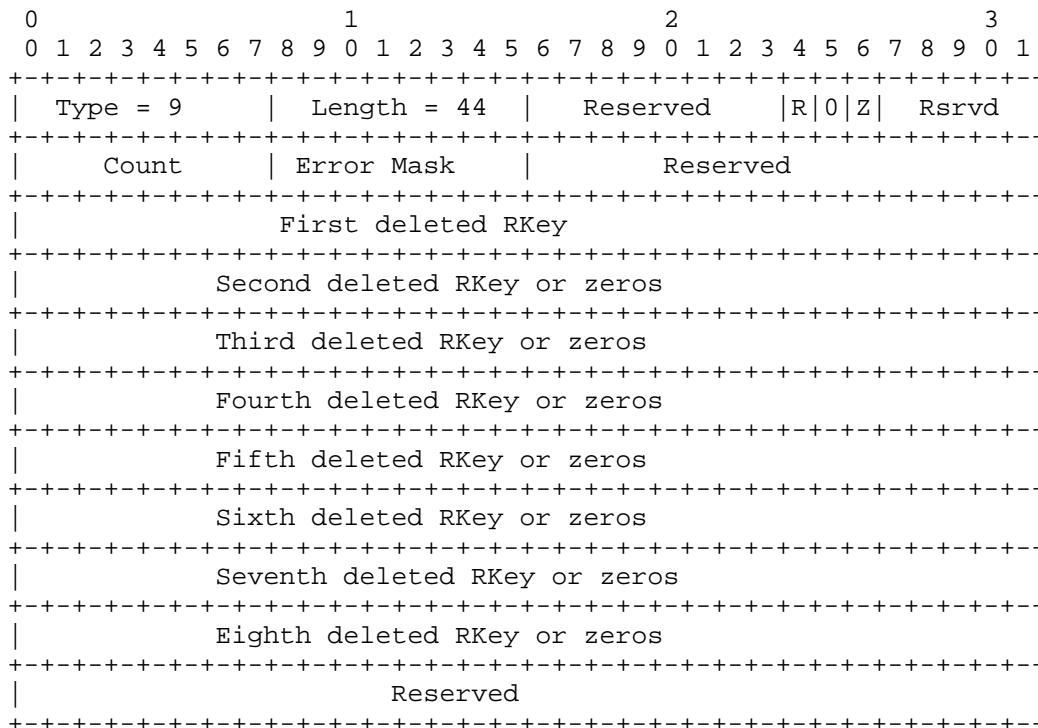 0                   1                   2                   3
 0 1 2 3 4 5 6 7 8 9 0 1 2 3 4 5 6 7 8 9 0 1 2 3 4 5 6 7 8 9 0 1
+-+-+-+-+-+-+-+-+-+-+-+-+-+-+-+-+-+-+-+-+-+-+-+-+-+-+-+-+-+-+-+--
|  Type = 9     |  Length = 44  |   Reserved    |R|0|Z|  Rsrvd
+-+-+-+-+-+-+-+-+-+-+-+-+-+-+-+-+-+-+-+-+-+-+-+-+-+-+-+-+-+-+-+--
|     Count     | Error Mask    |        Reserved
+-+-+-+-+-+-+-+-+-+-+-+-+-+-+-+-+-+-+-+-+-+-+-+-+-+-+-+-+-+-+-+--
|                First deleted RKey
+-+-+-+-+-+-+-+-+-+-+-+-+-+-+-+-+-+-+-+-+-+-+-+-+-+-+-+-+-+-+-+--
|            Second deleted RKey or zeros
+-+-+-+-+-+-+-+-+-+-+-+-+-+-+-+-+-+-+-+-+-+-+-+-+-+-+-+-+-+-+-+--
|            Third deleted RKey or zeros
+-+-+-+-+-+-+-+-+-+-+-+-+-+-+-+-+-+-+-+-+-+-+-+-+-+-+-+-+-+-+-+--
|            Fourth deleted RKey or zeros
+-+-+-+-+-+-+-+-+-+-+-+-+-+-+-+-+-+-+-+-+-+-+-+-+-+-+-+-+-+-+-+--
|            Fifth deleted RKey or zeros
+-+-+-+-+-+-+-+-+-+-+-+-+-+-+-+-+-+-+-+-+-+-+-+-+-+-+-+-+-+-+-+--
|            Sixth deleted RKey or zeros
+-+-+-+-+-+-+-+-+-+-+-+-+-+-+-+-+-+-+-+-+-+-+-+-+-+-+-+-+-+-+-+--
|            Seventh deleted RKey or zeros
+-+-+-+-+-+-+-+-+-+-+-+-+-+-+-+-+-+-+-+-+-+-+-+-+-+-+-+-+-+-+-+--
|            Eighth deleted RKey or zeros
+-+-+-+-+-+-+-+-+-+-+-+-+-+-+-+-+-+-+-+-+-+-+-+-+-+-+-+-+-+-+-+--
|                       Reserved
+-+-+-+-+-+-+-+-+-+-+-+-+-+-+-+-+-+-+-+-+-+-+-+-+-+-+-+-+-+-+-+--